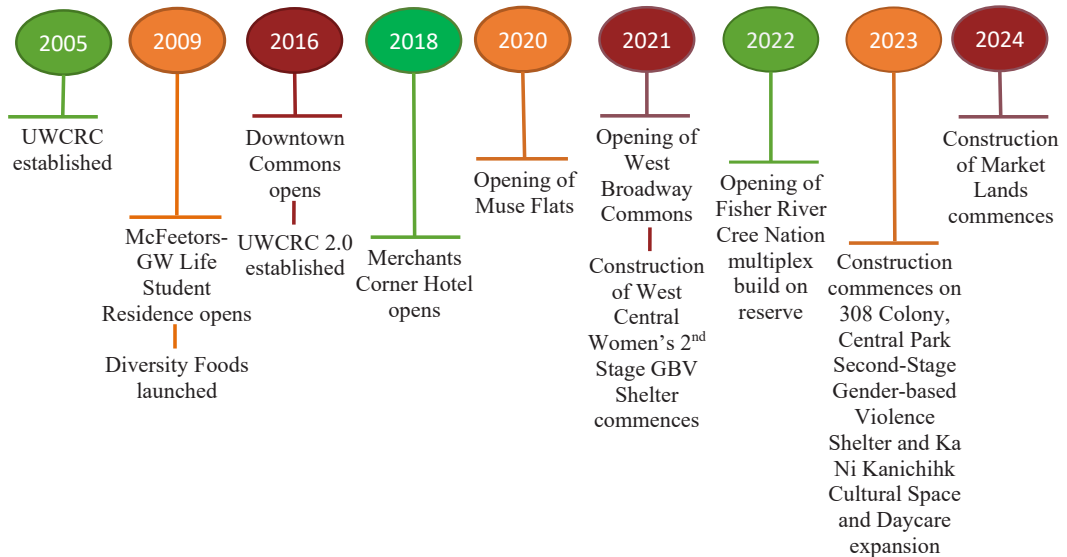 2005
UWCRC
established
2009
McFeetors-
GW Life
Student
Residence opens
Diversity Foods
launched
2016
Downtown
Commons
opens
UWCRC 2.0
established
2018
Merchants
Corner Hotel
opens
2020
Opening of
Muse Flats
2021
Opening of
West
Broadway
Commons
Construction
of West
Central
Women’s 2nd
Stage GBV
Shelter
commences
2022
Opening of
Fisher River
Cree Nation
multiplex
build on
reserve
2023
Construction
commences on
308 Colony,
Central Park
Second-Stage
Gender-based
Violence
Shelter and Ka
Ni Kanichihk
Cultural Space
and Daycare
expansion
2024
Construction
of Market
Lands
commences